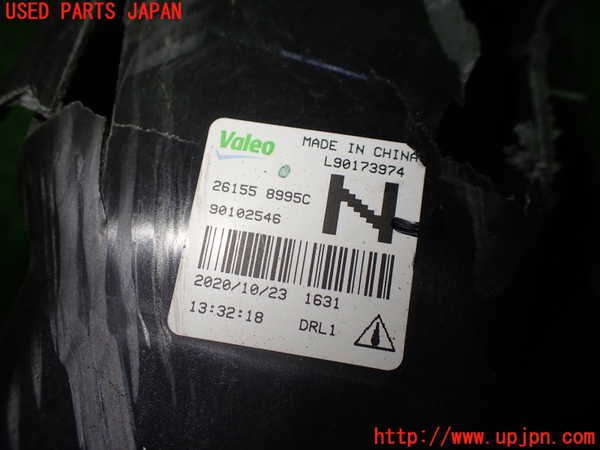 USED PARTS JAPAN
Valeo
MADE IN CHINA
L90173974
26155 8995C
90102546
N
2020/10/23 1631
13:32:18 DRL1
http://www.upjpn.com/